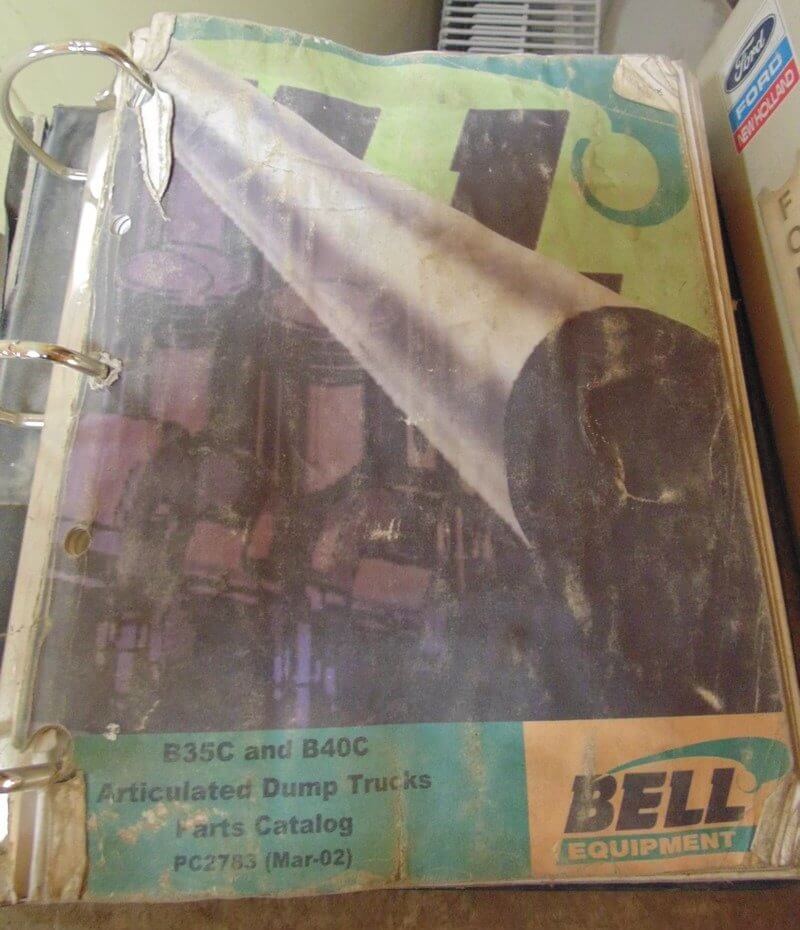 Ford
FORD
NEW HOLLAND
B35C and B40C
Articulated Dump Trucks
Parts Catalog
PC2783 (Mar-02)
BELL
EQUIPMENT